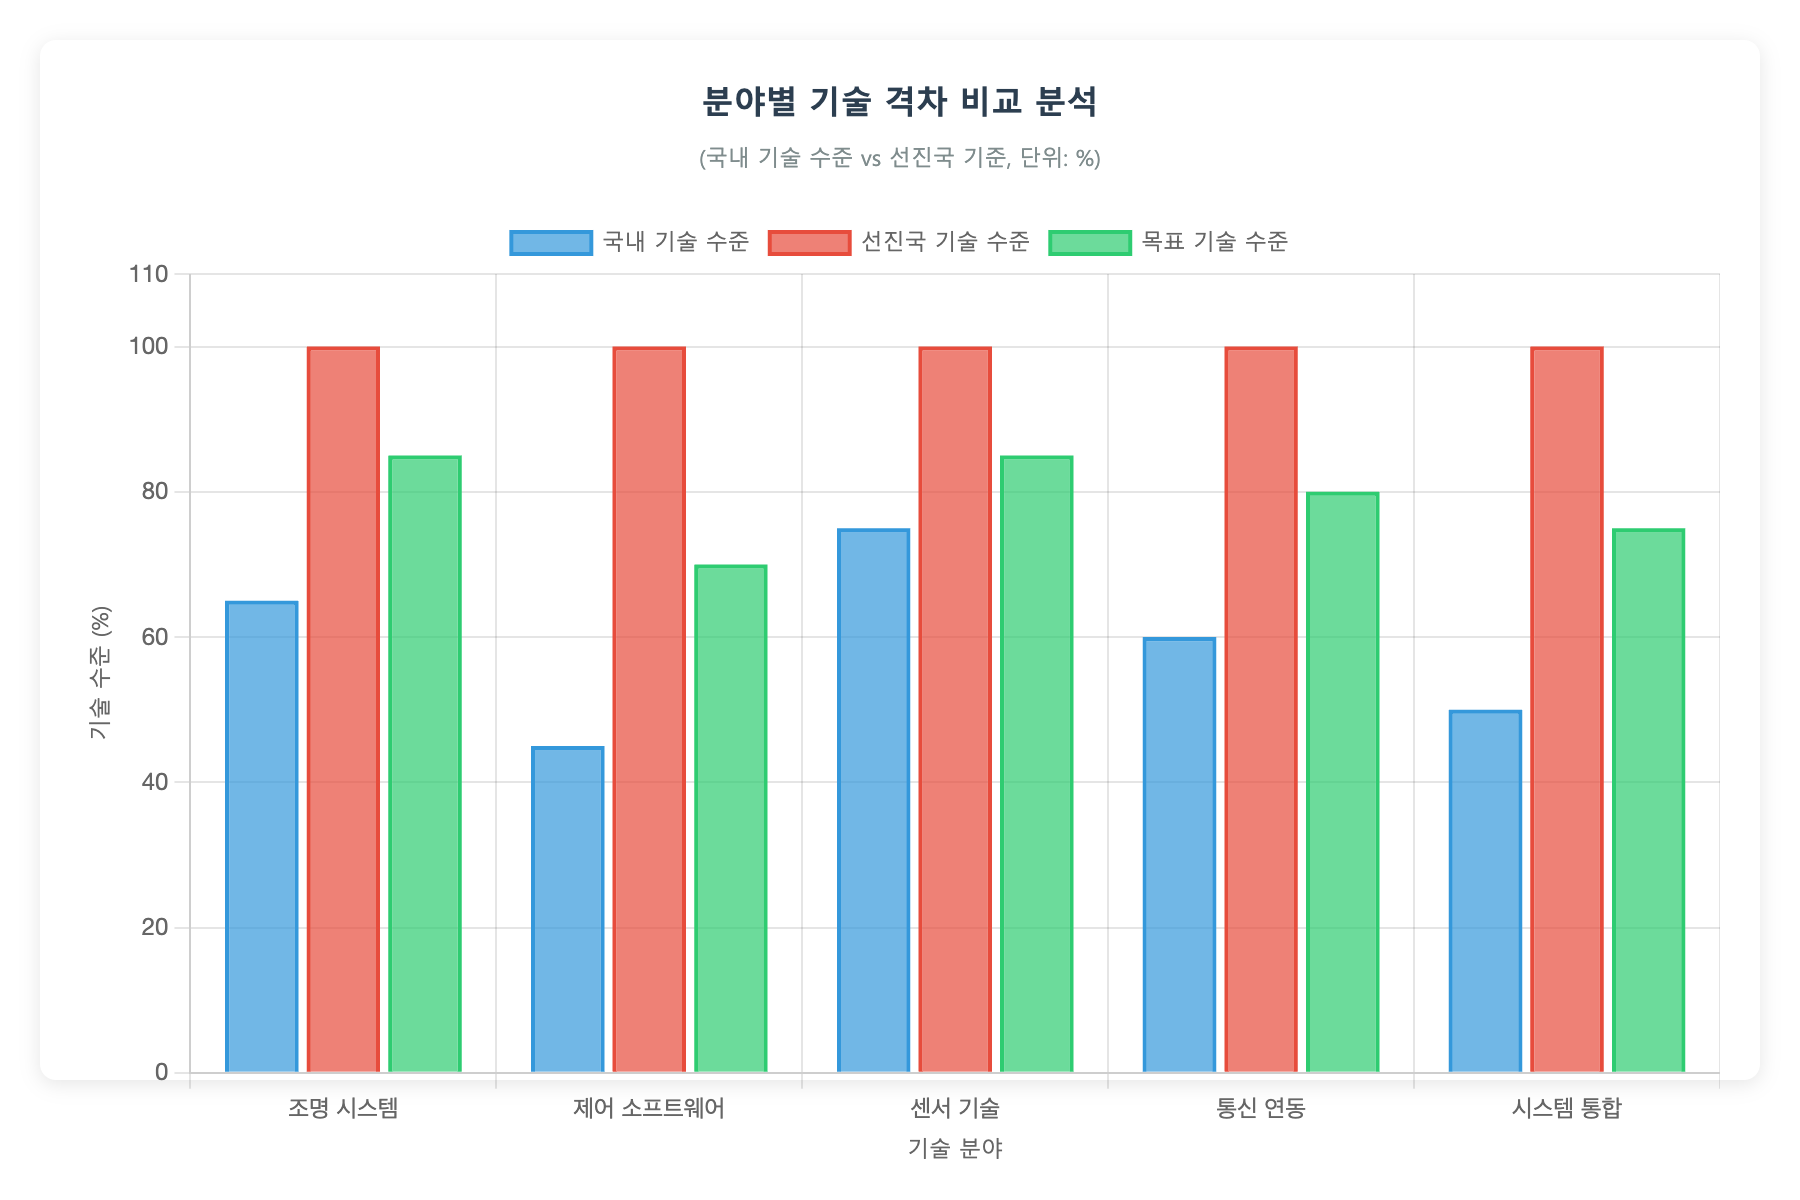 분야별 기술 격차 비교 분석
(국내 기술 수준 vs 선진국 기준, 단위: %)
국내 기술 수준 선진국 기술 수준 목표 기술 수준
110
100
80
60
40
20
0
기술 수준 (%)
조명 시스템 제어 소프트웨어 센서 기술 통신 연동 시스템 통합
기술 분야